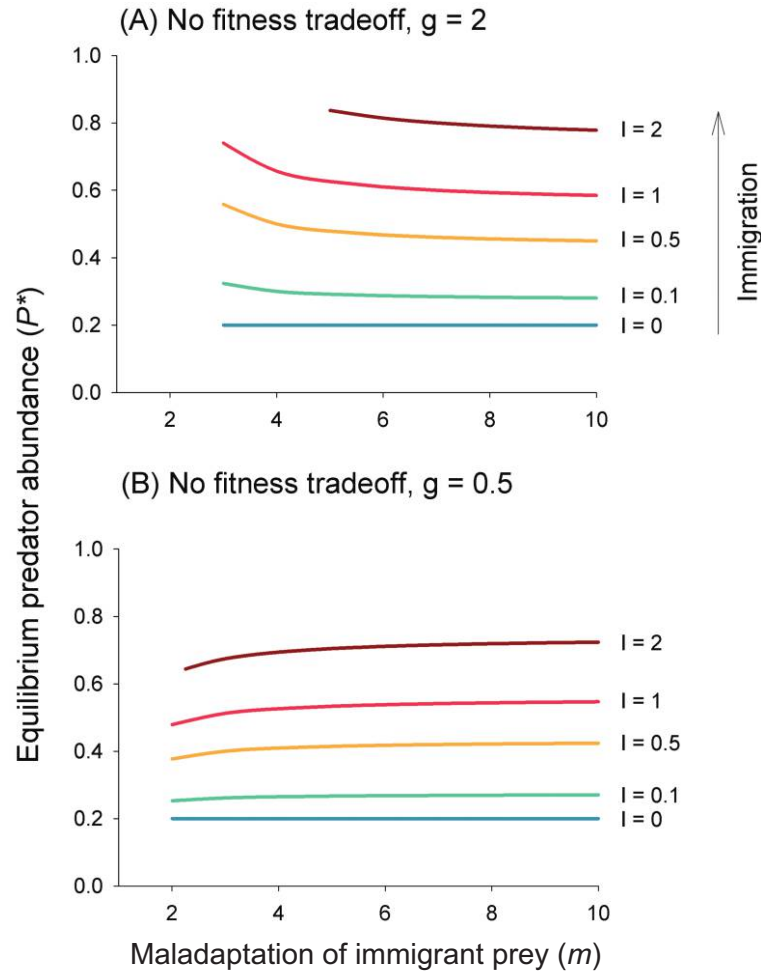 (A) No fitness tradeoff, g = 2
1.0
0.8
0.6
0.4
0.2
0.0
2 4 6 8 10
I = 2
I = 1
I = 0.5
I = 0.1
I = 0
Immigration
Equilibrium predator abundance (P*)
(B) No fitness tradeoff, g = 0.5
1.0
0.8
0.6
0.4
0.2
0.0
2 4 6 8 10
I = 2
I = 1
I = 0.5
I = 0.1
I = 0
Maladaptation of immigrant prey (m)